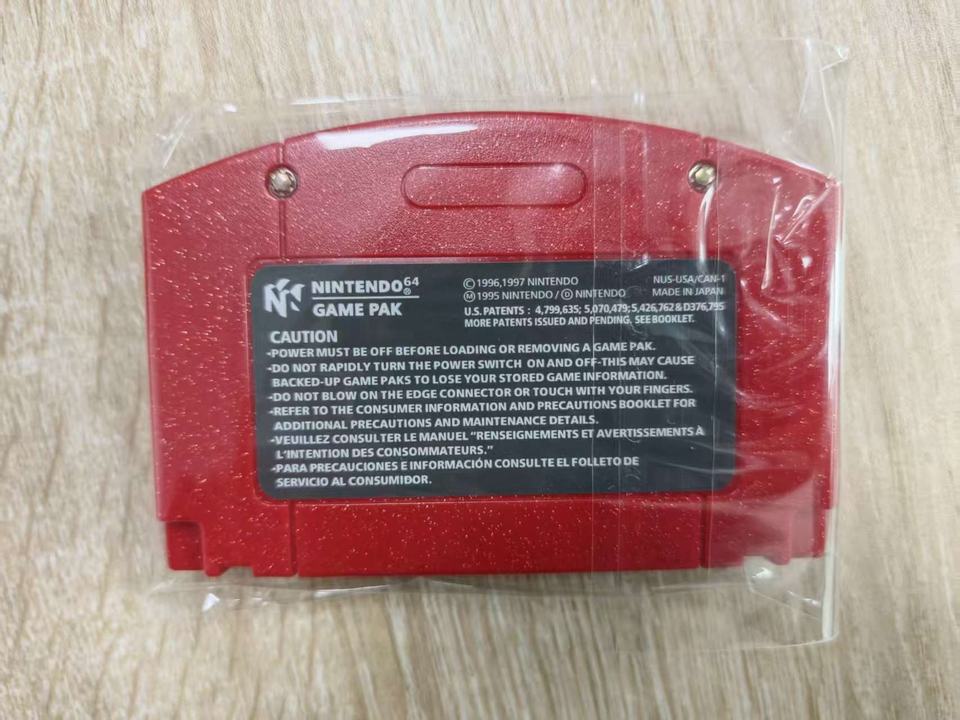 NINTENDO64®
GAME PAK
©1996,1997 NINTENDO
Ⓜ1995 NINTENDO / Ⓓ NINTENDO
NUS-USA/CAN-1
MADE IN JAPAN
U.S. PATENTS : 4,799,635; 5,070,479; 5,426,762 & D376,795
MORE PATENTS ISSUED AND PENDING. SEE BOOKLET.
CAUTION
•POWER MUST BE OFF BEFORE LOADING OR REMOVING A GAME PAK.
•DO NOT RAPIDLY TURN THE POWER SWITCH ON AND OFF-THIS MAY CAUSE
BACKED-UP GAME PAKS TO LOSE YOUR STORED GAME INFORMATION.
•DO NOT BLOW ON THE EDGE CONNECTOR OR TOUCH WITH YOUR FINGERS.
•REFER TO THE CONSUMER INFORMATION AND PRECAUTIONS BOOKLET FOR
ADDITIONAL PRECAUTIONS AND MAINTENANCE DETAILS.
•VEUILLEZ CONSULTER LE MANUEL "RENSEIGNEMENTS ET AVERTISSEMENTS À
L'INTENTION DES CONSOMMATEURS."
•PARA PRECAUCIONES E INFORMACIÓN CONSULTE EL FOLLETO DE
SERVICIO AL CONSUMIDOR.